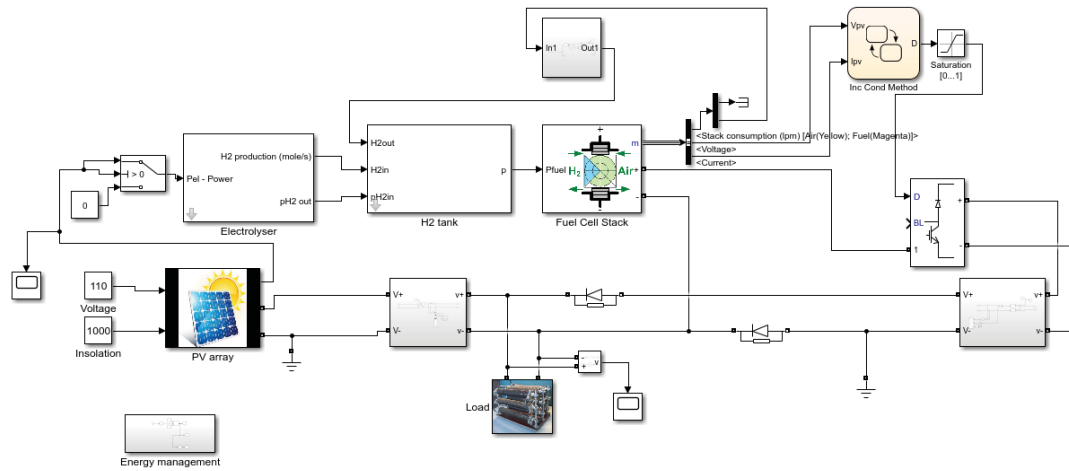 In1
Out1
Vpv
D
Ipv
Inc Cond Method
Saturation
[0...1]
<Stack consumption (lpm) [Air(Yellow); Fuel(Magenta)]>
<Voltage>
<Current>
H2 production (mole/s)
Pel - Power
pH2 out
Electrolyser
> 0
0
H2out
H2in
pH2in
p
H2 tank
+
m
Pfuel
H2
Air
+
-
-
Fuel Cell Stack
D
BL
1
+
-
110
Voltage
1000
Insolation
PV array
V+
V-
v+
v-
V+
V-
v+
v-
-
+
v
Load
Energy management